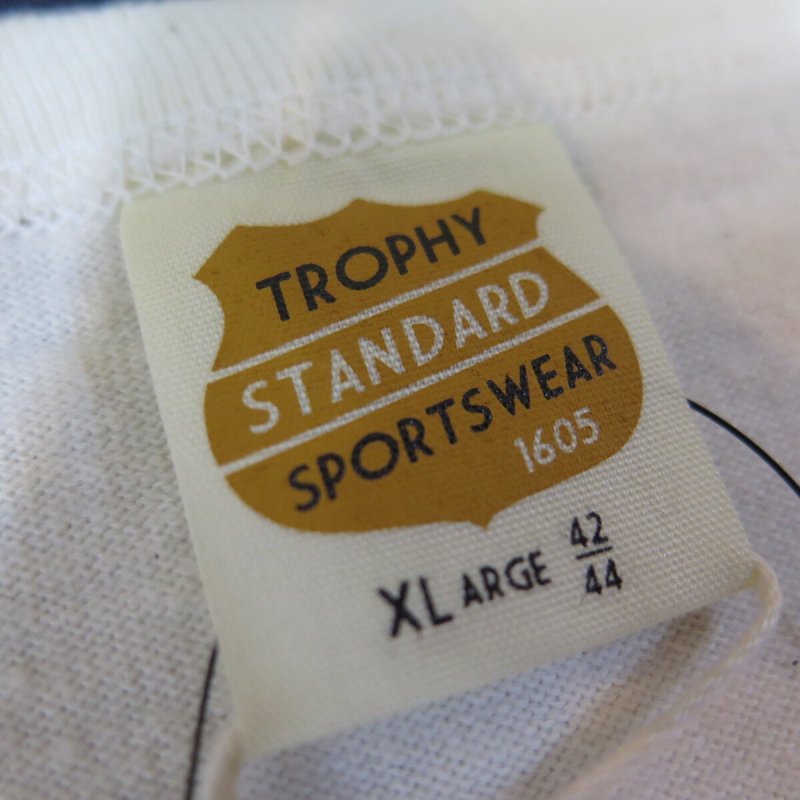 TROPHY
STANDARD
SPORTSWEAR
1605
XLARGE 42/44